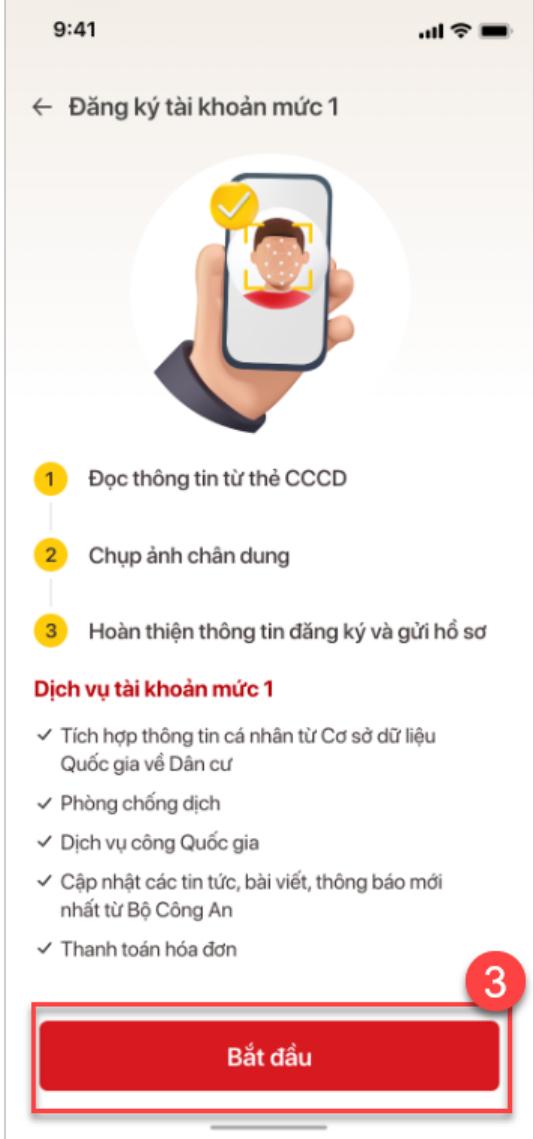 9:41
← Đăng ký tài khoản mức 1
1 Đọc thông tin từ thẻ CCCD
2 Chụp ảnh chân dung
3 Hoàn thiện thông tin đăng ký và gửi hồ sơ
Dịch vụ tài khoản mức 1
✓ Tích hợp thông tin cá nhân từ Cơ sở dữ liệu
Quốc gia về Dân cư
✓ Phòng chống dịch
✓ Dịch vụ công Quốc gia
✓ Cập nhật các tin tức, bài viết, thông báo mới
nhất từ Bộ Công An
✓ Thanh toán hóa đơn
3
Bắt đầu